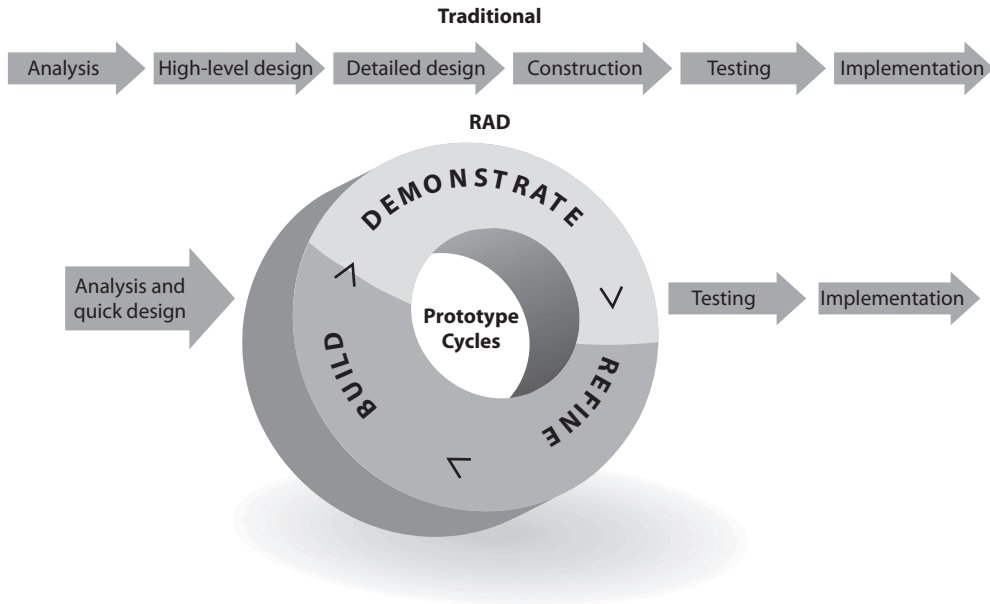 Traditional
Analysis
High-level design
Detailed design
Construction
Testing
Implementation
RAD
DEMONSTRATE
Analysis and
quick design
Prototype
Cycles
Testing
Implementation
BUILD
REFINE